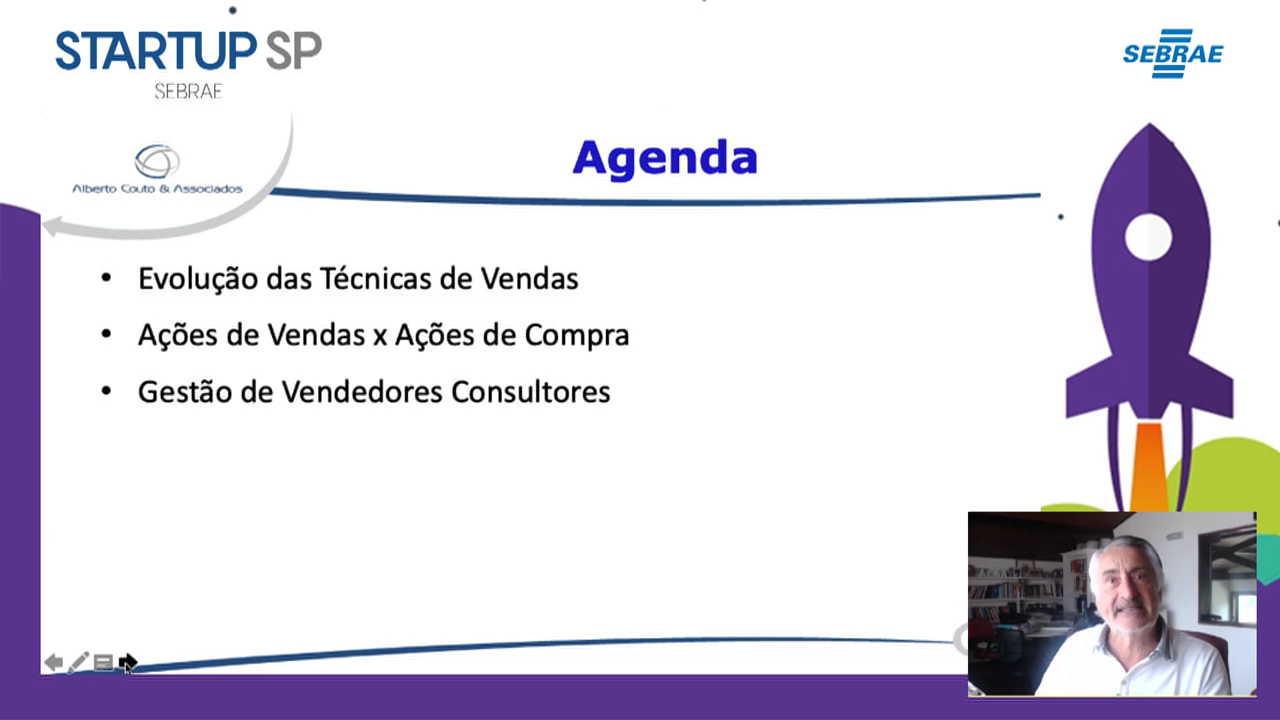 STARTUP SP
SEBRAE
SEBRAE
Alberto Couto & Associados
Agenda
• Evolução das Técnicas de Vendas
• Ações de Vendas x Ações de Compra
• Gestão de Vendedores Consultores